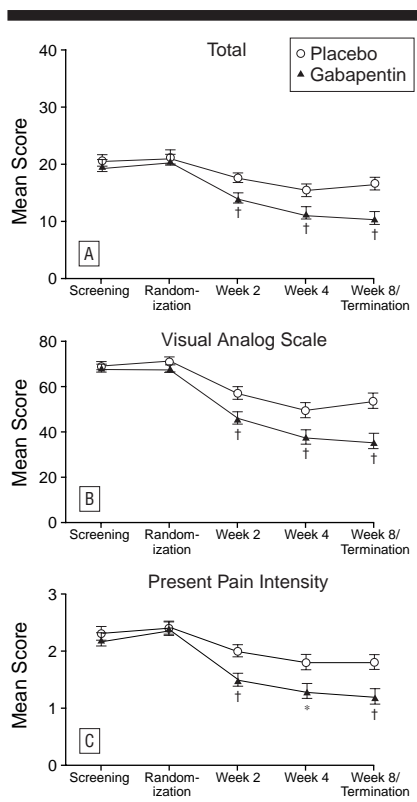 Total
Placebo
Gabapentin
Mean Score
40
30
20
10
0
A
†
†
†
Screening
Random-
ization
Week 2
Week 4
Week 8/
Termination
Visual Analog Scale
Mean Score
80
60
40
20
0
B
†
†
†
Screening
Random-
ization
Week 2
Week 4
Week 8/
Termination
Present Pain Intensity
Mean Score
3
2
1
0
C
†
*
†
Screening
Random-
ization
Week 2
Week 4
Week 8/
Termination